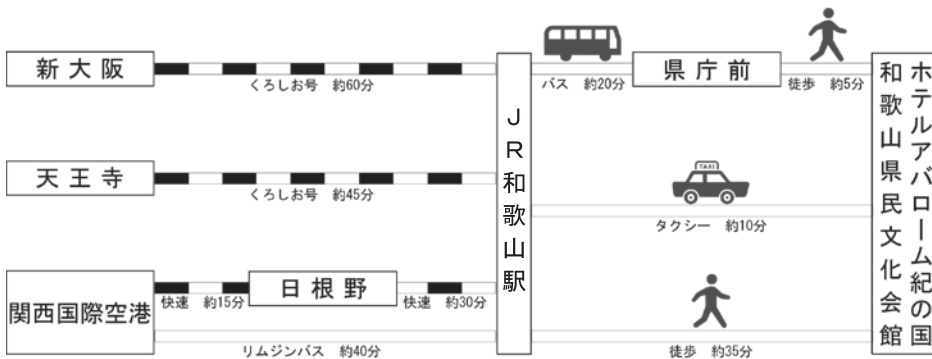 新大阪
くろしお号 約60分
天王寺
くろしお号 約45分
関西国際空港
快速 約15分
日根野
快速 約30分
リムジンバス 約40分
JR和歌山駅
バス 約20分
県庁前
徒歩 約5分
TAXI
タクシー 約10分
徒歩 約35分
ホテルアバローム紀の国
和歌山県民文化会館